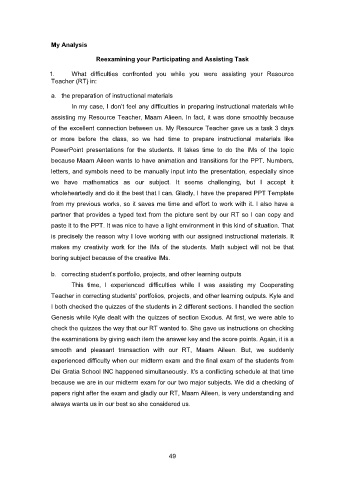 My Analysis
Reexamining your Participating and Assisting Task
1. What difficulties confronted you while you were assisting your Resource
Teacher (RT) in:
a. the preparation of instructional materials
In my case, I don't feel any difficulties in preparing instructional materials while
assisting my Resource Teacher, Maam Aileen. In fact, it was done smoothly because
of the excellent connection between us. My Resource Teacher gave us a task 3 days
or more before the class, so we had time to prepare instructional materials like
PowerPoint presentations for the students. It takes time to do the IMs of the topic
because Maam Aileen wants to have animation and transitions for the PPT. Numbers,
letters, and symbols need to be manually input into the presentation, especially since
we have mathematics as our subject. It seems challenging, but I accept it
wholeheartedly and do it the best that I can. Gladly, I have the prepared PPT Template
from my previous works, so it saves me time and effort to work with it. I also have a
partner that provides a typed text from the picture sent by our RT so I can copy and
paste it to the PPT. It was nice to have a light environment in this kind of situation. That
is precisely the reason why I love working with our assigned instructional materials. It
makes my creativity work for the IMs of the students. Math subject will not be that
boring subject because of the creative IMs.
b. correcting student's portfolio, projects, and other learning outputs
This time, I experienced difficulties while I was assisting my Cooperating
Teacher in correcting students' portfolios, projects, and other learning outputs. Kyle and
I both checked the quizzes of the students in 2 different sections. I handled the section
Genesis while Kyle dealt with the quizzes of section Exodus. At first, we were able to
check the quizzes the way that our RT wanted to. She gave us instructions on checking
the examinations by giving each item the answer key and the score points. Again, it is a
smooth and pleasant transaction with our RT, Maam Aileen. But, we suddenly
experienced difficulty when our midterm exam and the final exam of the students from
Dei Gratia School INC happened simultaneously. It's a conflicting schedule at that time
because we are in our midterm exam for our two major subjects. We did a checking of
papers right after the exam and gladly our RT, Maam Aileen, is very understanding and
always wants us in our best so she considered us.
49